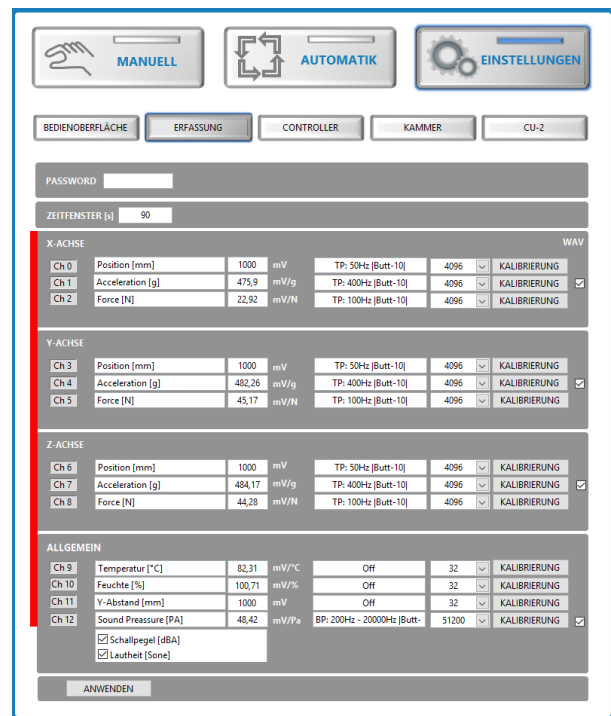 MANUELL AUTOMATIK EINSTELLUNGEN
BEDIENOBERFLÄCHE ERFASSUNG CONTROLLER KAMMER CU-2
PASSWORD
ZEITFENSTER [s] 90
X-ACHSE WAV
Ch 0 Position [mm] 1000 mV TP: 50Hz |Butt-10| 4096 KALIBRIERUNG
Ch 1 Acceleration [g] 475,9 mV/g TP: 400Hz |Butt-10| 4096 KALIBRIERUNG
Ch 2 Force [N] 22,92 mV/N TP: 100Hz |Butt-10| 4096 KALIBRIERUNG
Y-ACHSE
Ch 3 Position [mm] 1000 mV TP: 50Hz |Butt-10| 4096 KALIBRIERUNG
Ch 4 Acceleration [g] 482,26 mV/g TP: 400Hz |Butt-10| 4096 KALIBRIERUNG
Ch 5 Force [N] 45,17 mV/N TP: 100Hz |Butt-10| 4096 KALIBRIERUNG
Z-ACHSE
Ch 6 Position [mm] 1000 mV TP: 50Hz |Butt-10| 4096 KALIBRIERUNG
Ch 7 Acceleration [g] 484,17 mV/g TP: 400Hz |Butt-10| 4096 KALIBRIERUNG
Ch 8 Force [N] 44,28 mV/N TP: 100Hz |Butt-10| 4096 KALIBRIERUNG
ALLGEMEIN
Ch 9 Temperatur [°C] 82,31 mV/°C Off 32 KALIBRIERUNG
Ch 10 Feuchte [%] 100,71 mV/% Off 32 KALIBRIERUNG
Ch 11 Y-Abstand [mm] 1000 mV Off 32 KALIBRIERUNG
Ch 12 Sound Preassure [PA] 48,42 mV/Pa BP: 200Hz - 20000Hz |Butt- 51200 KALIBRIERUNG
Schallpegel [dBA]
Lautheit [Sone]
ANWENDEN